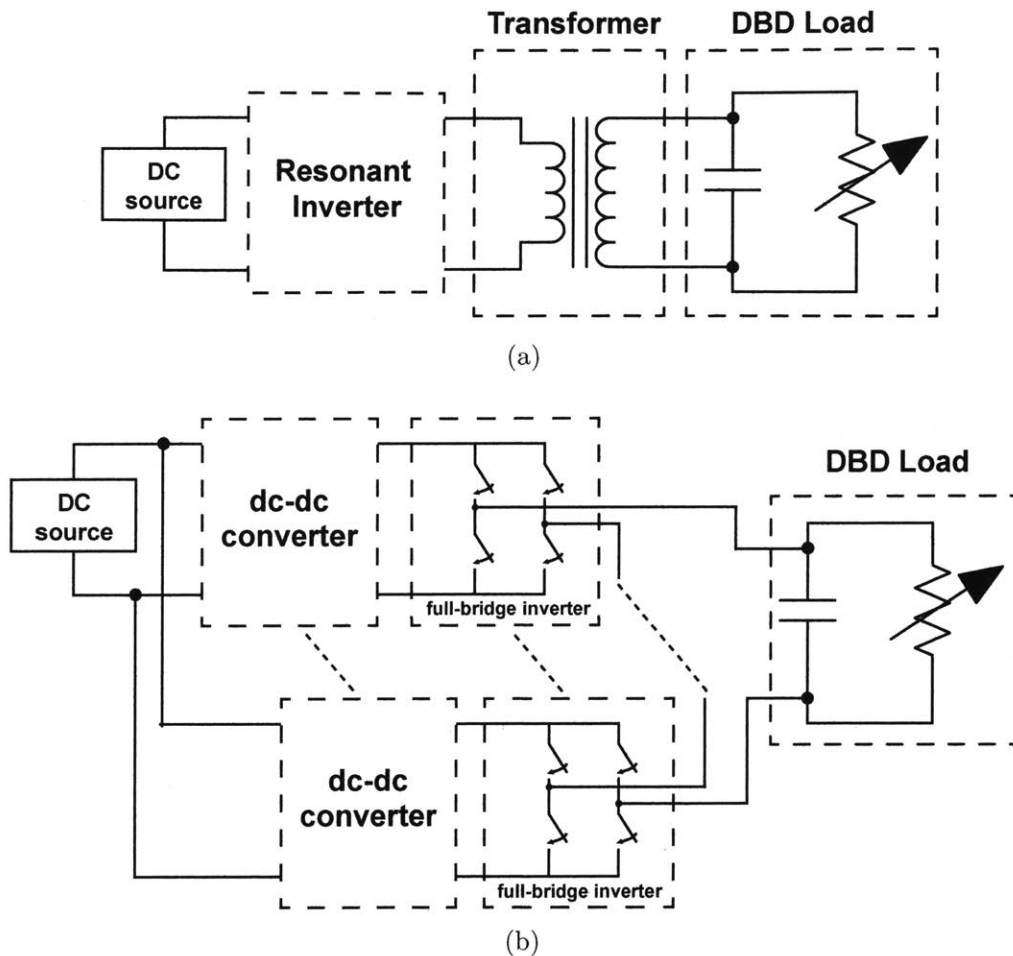 Transformer
DBD Load
DC
source
Resonant
Inverter
(a)
DC
source
dc-dc
converter
full-bridge inverter
DBD Load
dc-dc
converter
full-bridge inverter
(b)